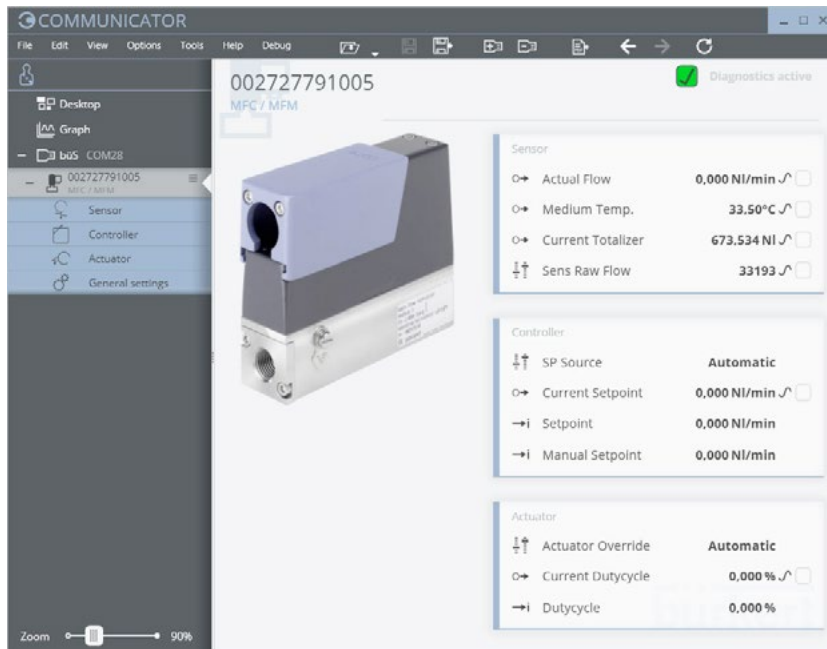 COMMUNICATOR
File Edit View Options Tools Help Debug
Desktop
Graph
büS COM28
002727791005
MFC / MFM
Sensor
Controller
Actuator
General settings
Zoom 90%
002727791005
MFC / MFM
Diagnostics active
Sensor
Actual Flow 0,000 Nl/min
Medium Temp. 33.50°C
Current Totalizer 673,534 Nl
Sens Raw Flow 33193
Controller
SP Source Automatic
Current Setpoint 0,000 Nl/min
Setpoint 0,000 Nl/min
Manual Setpoint 0,000 Nl/min
Actuator
Actuator Override Automatic
Current Dutycycle 0,000 %
Dutycycle 0,000 %